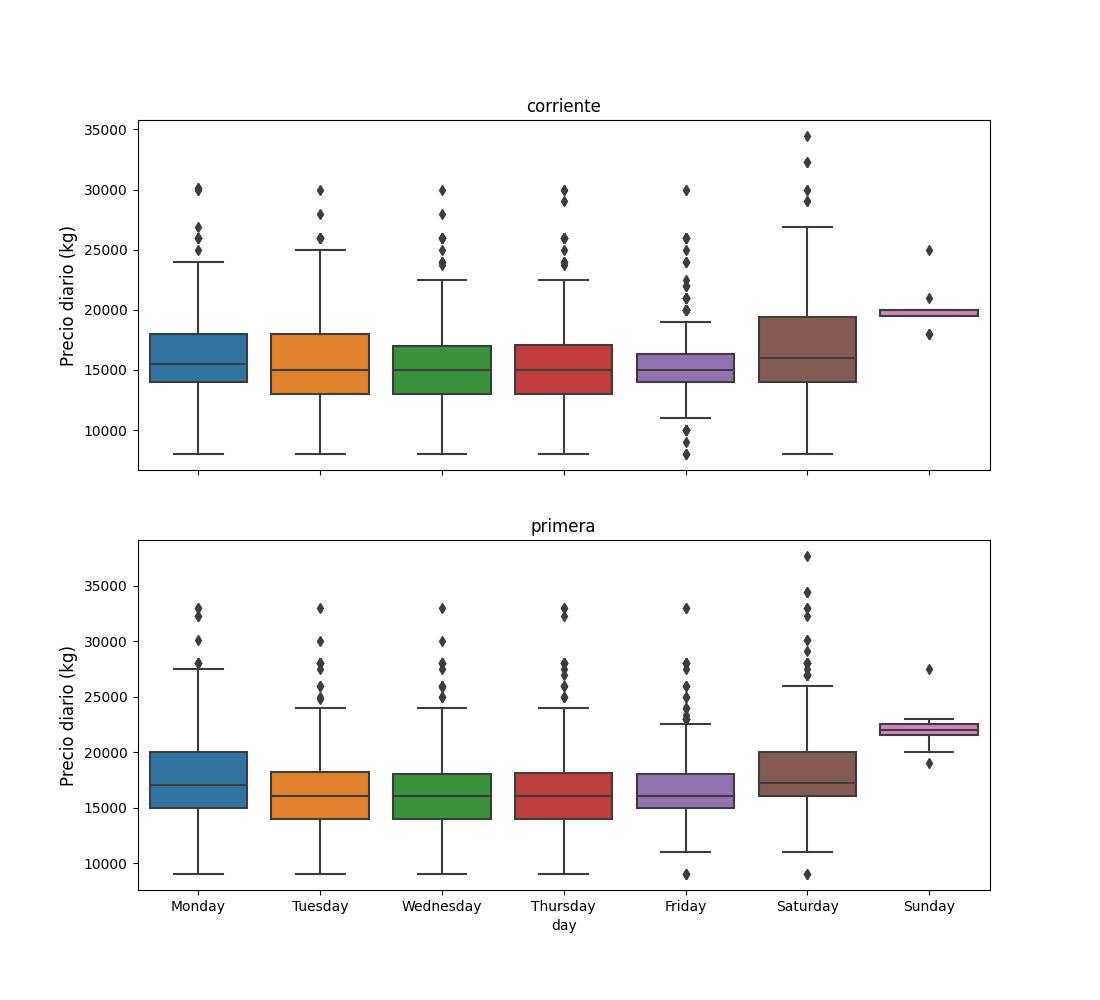 corriente
35000
30000
25000
20000
15000
10000
Precio diario (kg)
primera
35000
30000
25000
20000
15000
10000
Precio diario (kg)
Monday Tuesday Wednesday Thursday Friday Saturday Sunday
day